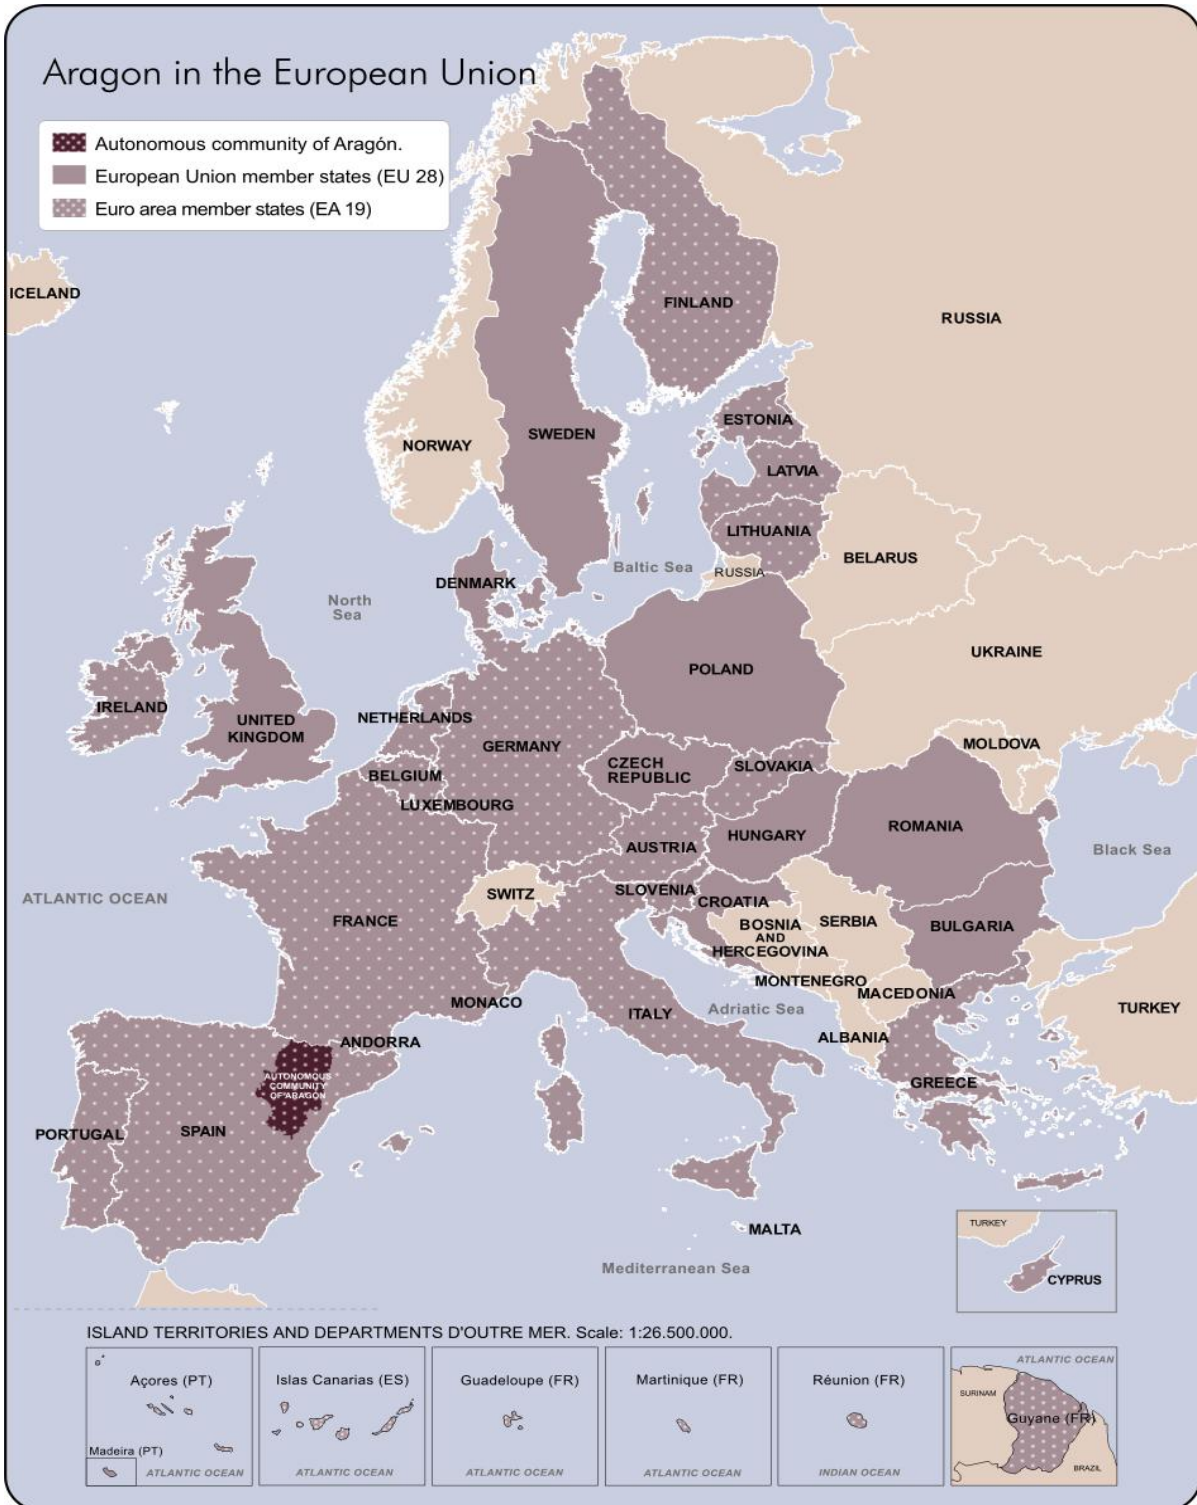 Aragon in the European Union
Autonomous community of Aragón.
European Union member states (EU 28)
Euro area member states (EA 19)
ICELAND
FINLAND
RUSSIA
ESTONIA
NORWAY
SWEDEN
LATVIA
LITHUANIA
BELARUS
Baltic Sea
RUSSIA
DENMARK
North
Sea
UKRAINE
POLAND
IRELAND
NETHERLANDS
UNITED
KINGDOM
GERMANY
MOLDOVA
CZECH
REPUBLIC
SLOVAKIA
BELGIUM
LUXEMBOURG
ROMANIA
HUNGARY
AUSTRIA
Black Sea
SWITZ
SLOVENIA
ATLANTIC OCEAN
CROATIA
FRANCE
SERBIA
BOSNIA
AND
HERCEGOVINA
BULGARIA
MONTENEGRO
MACEDONIA
MONACO
Adriatic Sea
ITALY
TURKEY
ALBANIA
ANDORRA
AUTONOMOUS
COMMUNITY
OF ARAGON
GREECE
PORTUGAL
SPAIN
MALTA
TURKEY
CYPRUS
Mediterranean Sea
ISLAND TERRITORIES AND DEPARTMENTS D'OUTRE MER. Scale: 1:26.500.000.
Açores (PT)
Madeira (PT)
ATLANTIC OCEAN
Islas Canarias (ES)
ATLANTIC OCEAN
Guadeloupe (FR)
ATLANTIC OCEAN
Martinique (FR)
ATLANTIC OCEAN
Réunion (FR)
INDIAN OCEAN
ATLANTIC OCEAN
SURINAM
Guyane (FR)
BRAZIL